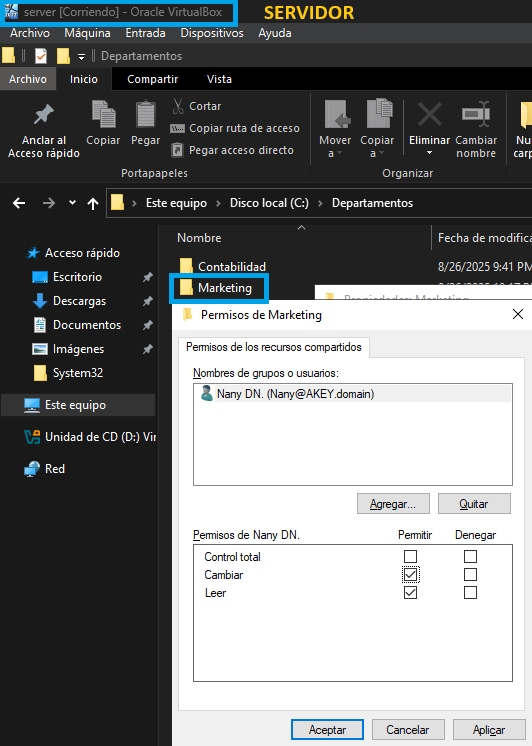 server [Corriendo] - Oracle VirtualBox SERVIDOR
Archivo Máquina Entrada Dispositivos Ayuda
Departamentos
Archivo Inicio Compartir Vista
Anclar al Acceso rápido
Copiar
Pegar
Cortar
Copiar ruta de acceso
Pegar acceso directo
Mover a
Copiar a
Eliminar
Cambiar nombre
Portapapeles Organizar
Este equipo Disco local (C:) Departamentos
Nombre Fecha de modifica
Acceso rápido
Escritorio
Descargas
Documentos
Imágenes
System32
Este equipo
Unidad de CD (D:) Vir
Red
Contabilidad 8/26/2025 9:41 PM
Marketing
Propiedades: Marketing
Permisos de Marketing
Permisos de los recursos compartidos
Nombres de grupos o usuarios:
Nany DN. (Nany@AKEY.domain)
Agregar... Quitar
Permisos de Nany DN. Permitir Denegar
Control total
Cambiar
Leer
Aceptar Cancelar Aplicar